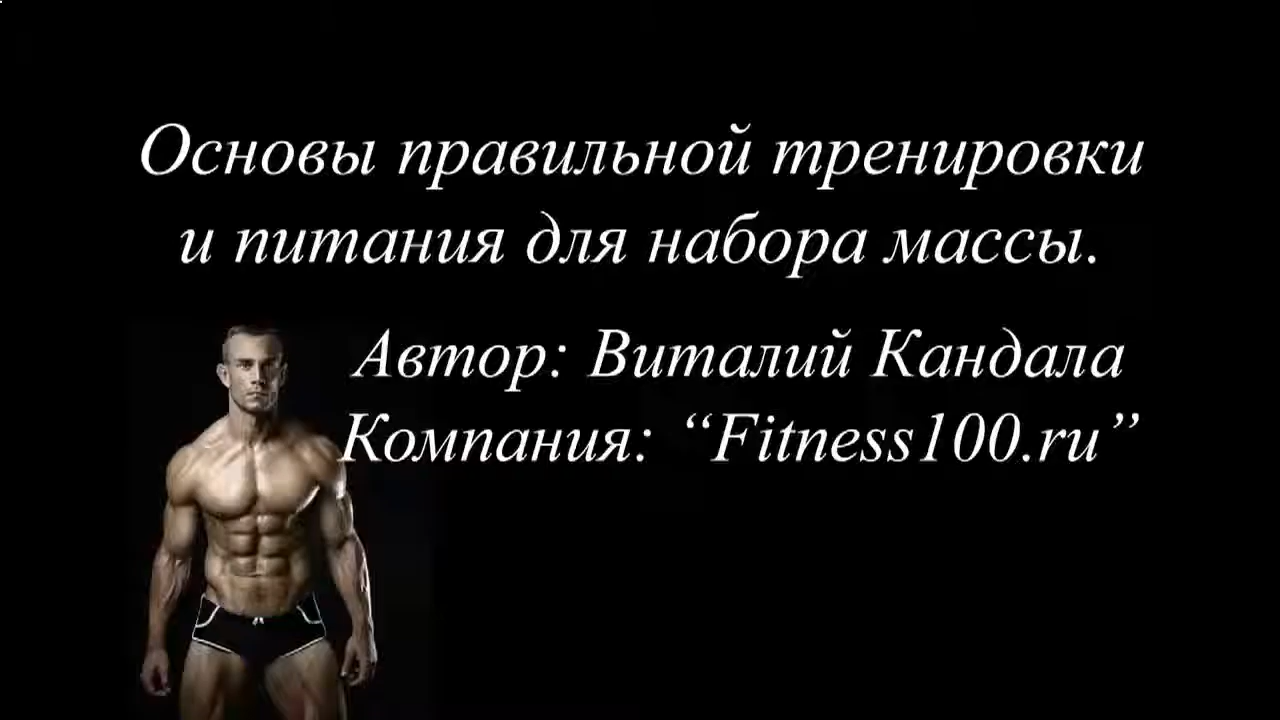 Основы правильной тренировки
и питания для набора массы.
Автор: Виталий Кандала
Компания: “Fitness100.ru”